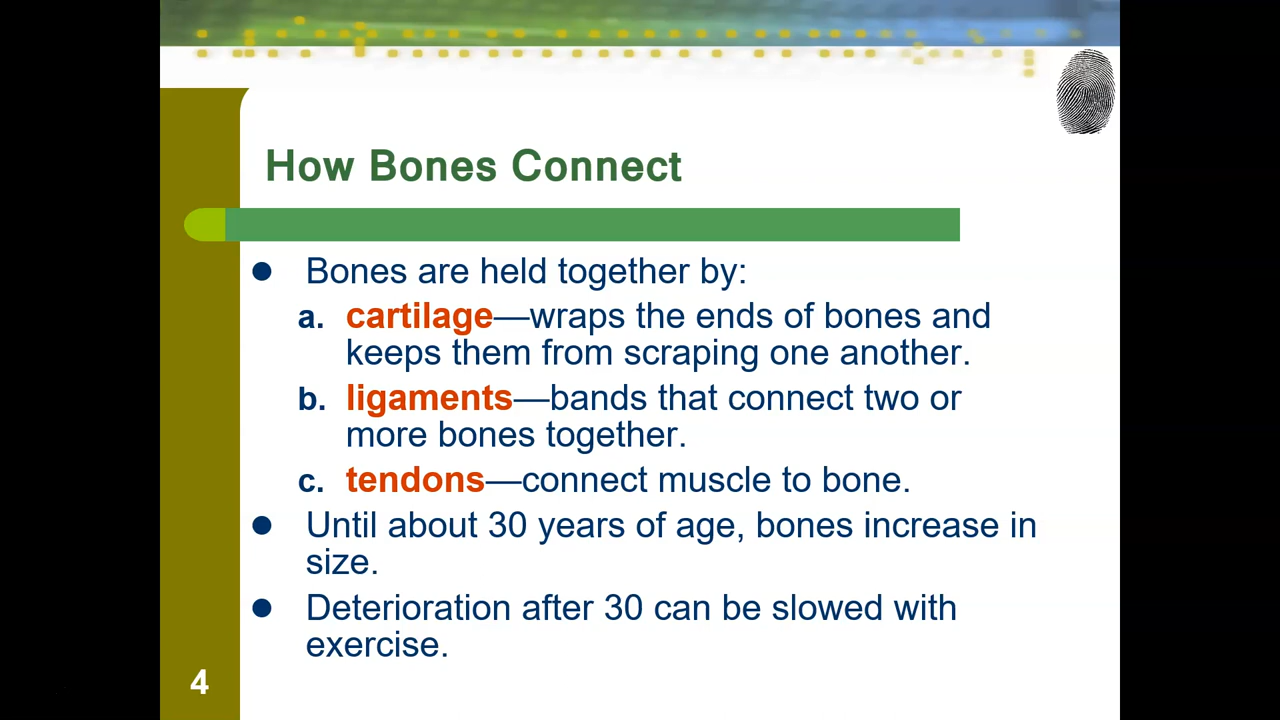 How Bones Connect
● Bones are held together by:
a. cartilage—wraps the ends of bones and
keeps them from scraping one another.
b. ligaments—bands that connect two or
more bones together.
c. tendons—connect muscle to bone.
● Until about 30 years of age, bones increase in
size.
● Deterioration after 30 can be slowed with
exercise.
4